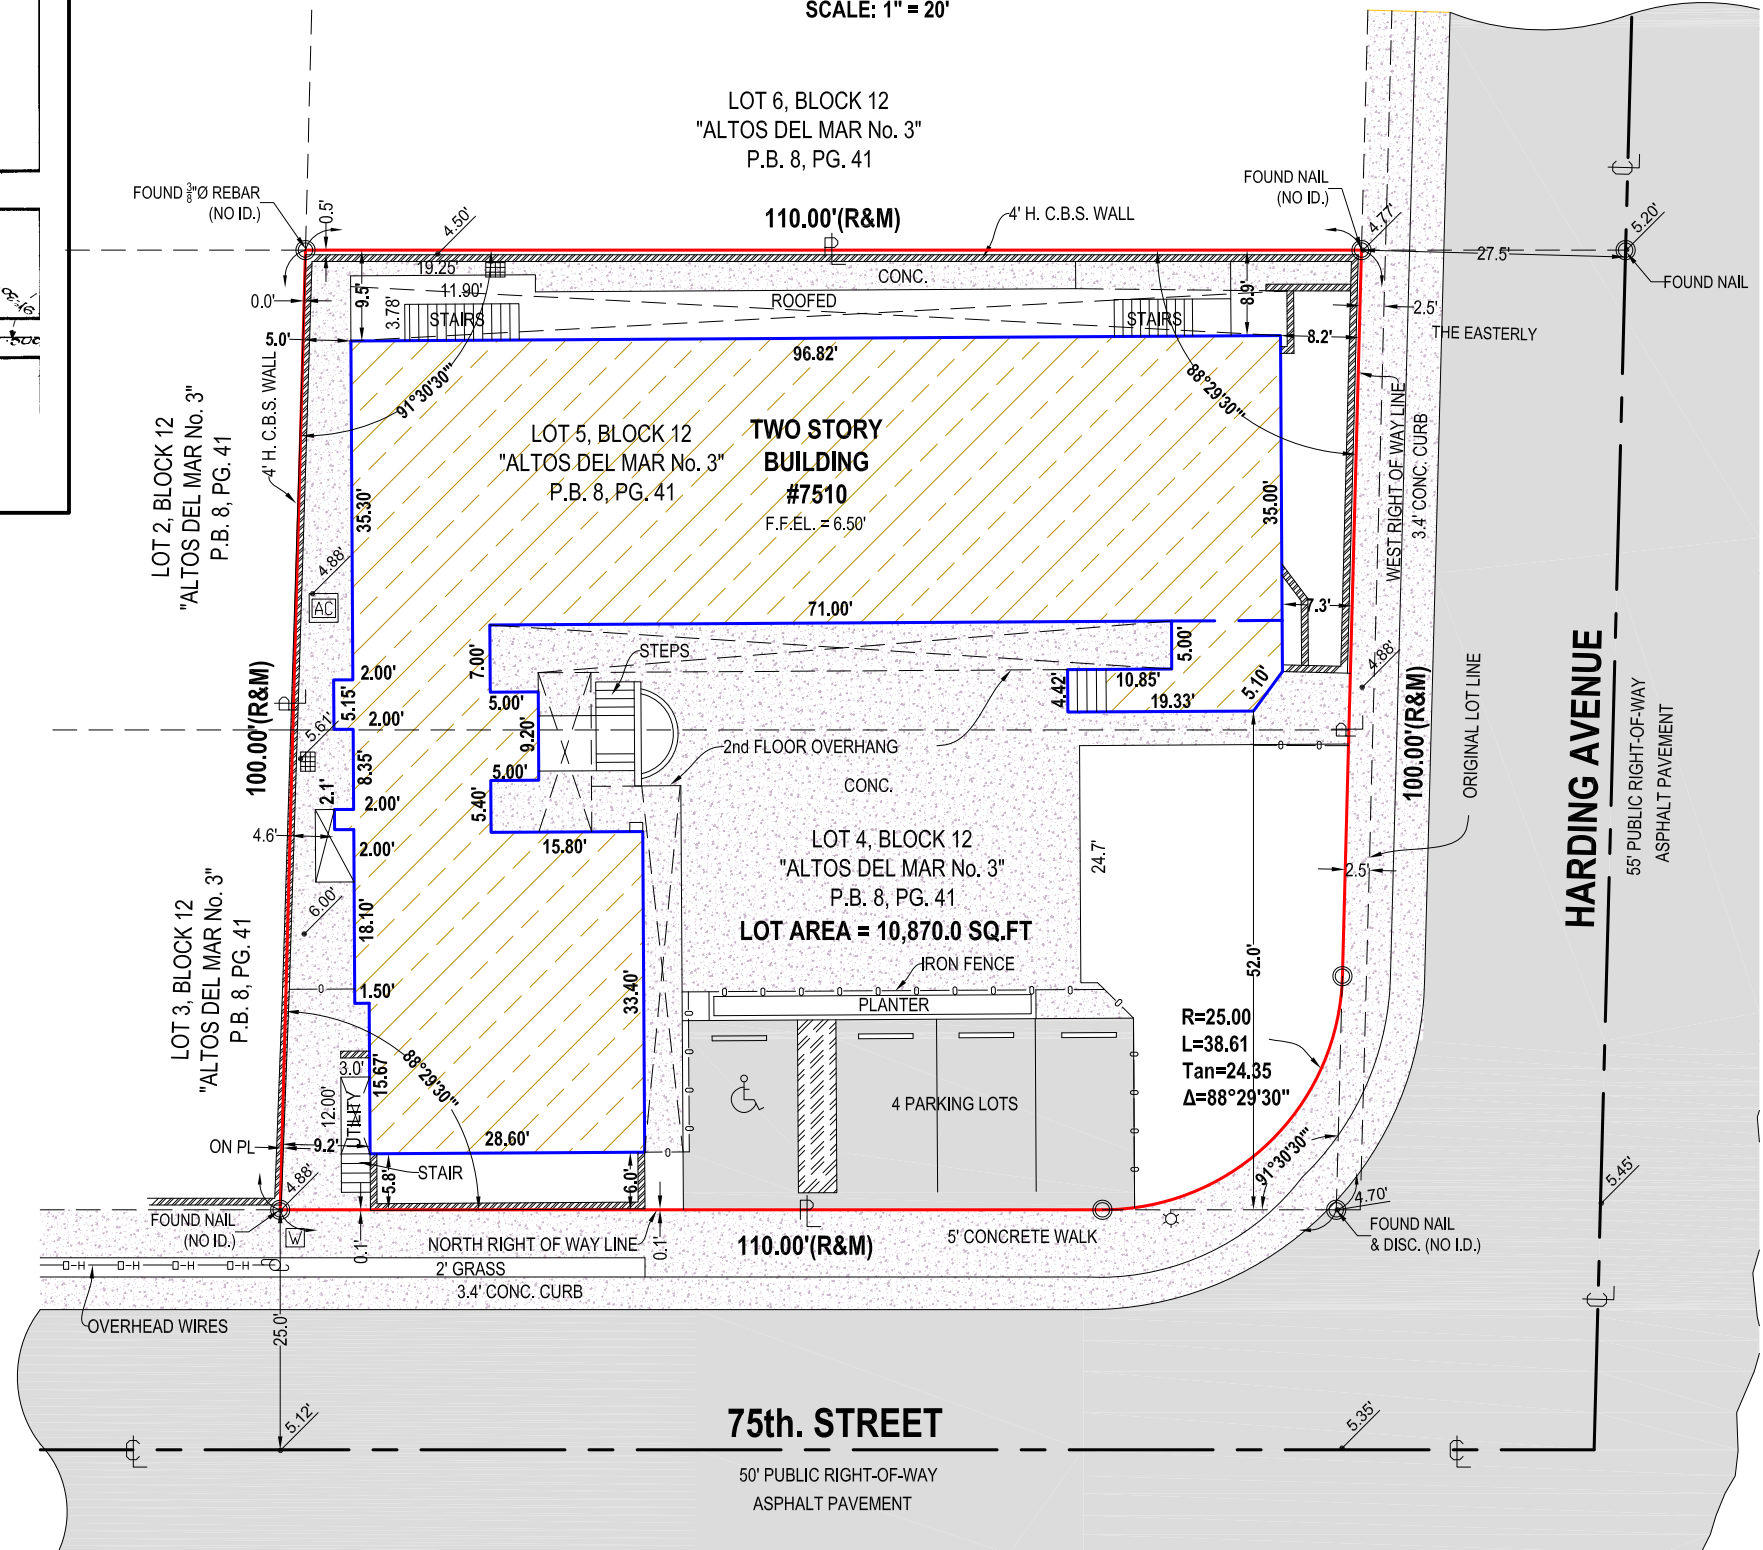 SCALE: 1" = 20'
LOT 6, BLOCK 12
"ALTOS DEL MAR No. 3"
P.B. 8, PG. 41
FOUND 3/8"Ø REBAR
(NO ID.)
0.5'
4.50'
110.00'(R&M)
4' H. C.B.S. WALL
FOUND NAIL
(NO ID.)
4.77'
5.20'
27.5'
FOUND NAIL
19.25'
CONC.
11.90'
ROOFED
9.5'
3.78'
STAIRS
STAIRS
8.9'
0.0'
5.0'
2.5'
THE EASTERLY
8.2'
96.82'
4' H. C.B.S. WALL
91°30'30"
88°29'30"
LOT 2, BLOCK 12
"ALTOS DEL MAR No. 3"
P.B. 8, PG. 41
LOT 5, BLOCK 12
"ALTOS DEL MAR No. 3"
P.B. 8, PG. 41
TWO STORY
BUILDING
#7510
F.F.EL. = 6.50'
35.30'
35.00'
WEST RIGHT OF WAY LINE
3.4' CONC. CURB
4.88'
AC
71.00'
7.3'
7.00'
STEPS
5.00'
4.88'
2.00'
5.15'
2.00'
5.00'
10.85'
4.42'
19.33'
5.10'
100.00'(R&M)
5.61'
9.20'
2nd FLOOR OVERHANG
100.00'(R&M)
ORIGINAL LOT LINE
HARDING AVENUE
55' PUBLIC RIGHT-OF-WAY
ASPHALT PAVEMENT
8.35'
5.00'
CONC.
2.1'
2.00'
5.40'
4.6'
2.00'
15.80'
LOT 4, BLOCK 12
"ALTOS DEL MAR No. 3"
P.B. 8, PG. 41
LOT AREA = 10,870.0 SQ.FT
24.7'
2.5'
LOT 3, BLOCK 12
"ALTOS DEL MAR No. 3"
P.B. 8, PG. 41
6.00'
18.10'
52.0'
IRON FENCE
1.50'
33.40'
PLANTER
R=25.00
L=38.61
Tan=24.35
Δ=88°29'30"
3.0'
15.67'
88°29'30"
12.00'
UTILITY
4 PARKING LOTS
ON PL
9.2'
28.60'
STAIR
91°30'30"
5.45'
4.88'
5.8'
6.0'
4.70'
FOUND NAIL
(NO ID.)
W
0.1'
NORTH RIGHT OF WAY LINE
0.1'
110.00'(R&M)
5' CONCRETE WALK
FOUND NAIL
& DISC. (NO I.D.)
2' GRASS
3.4' CONC. CURB
OVERHEAD WIRES
25.0'
5.12'
75th. STREET
5.35'
50' PUBLIC RIGHT-OF-WAY
ASPHALT PAVEMENT